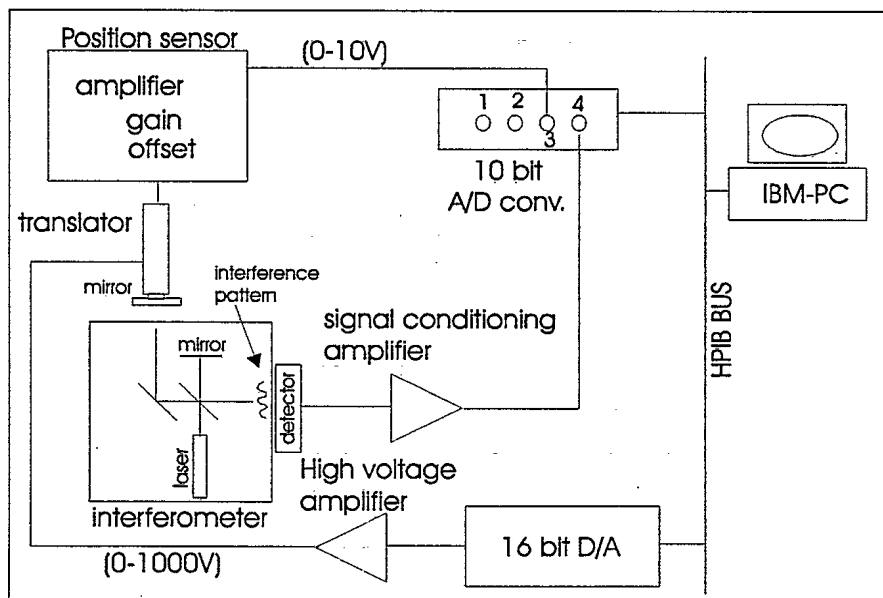 Position sensor
(0-10V)
amplifier
gain
offset
1 2 3 4
10 bit
A/D conv.
IBM-PC
translator
mirror
interference
pattern
signal conditioning
amplifier
HPIB BUS
mirror
detector
laser
interferometer
High voltage
amplifier
16 bit D/A
(0-1000V)